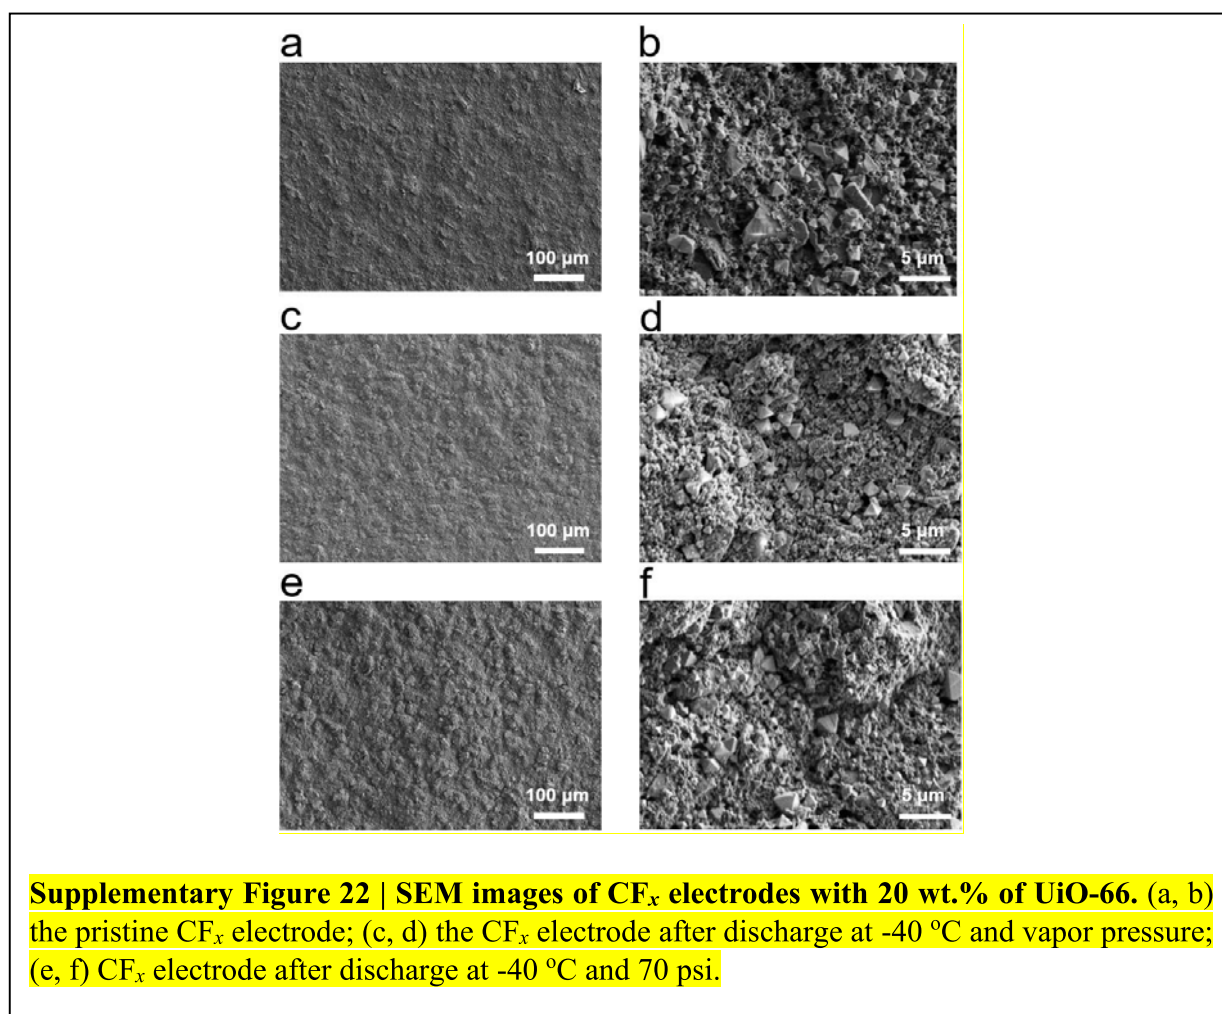 a
b
100 µm
5 µm
c
d
100 µm
5 µm
e
f
100 µm
5 µm
Supplementary Figure 22 | SEM images of CFx electrodes with 20 wt.% of UiO-66. (a, b)
the pristine CFx electrode; (c, d) the CFx electrode after discharge at -40 ºC and vapor pressure;
(e, f) CFx electrode after discharge at -40 ºC and 70 psi.